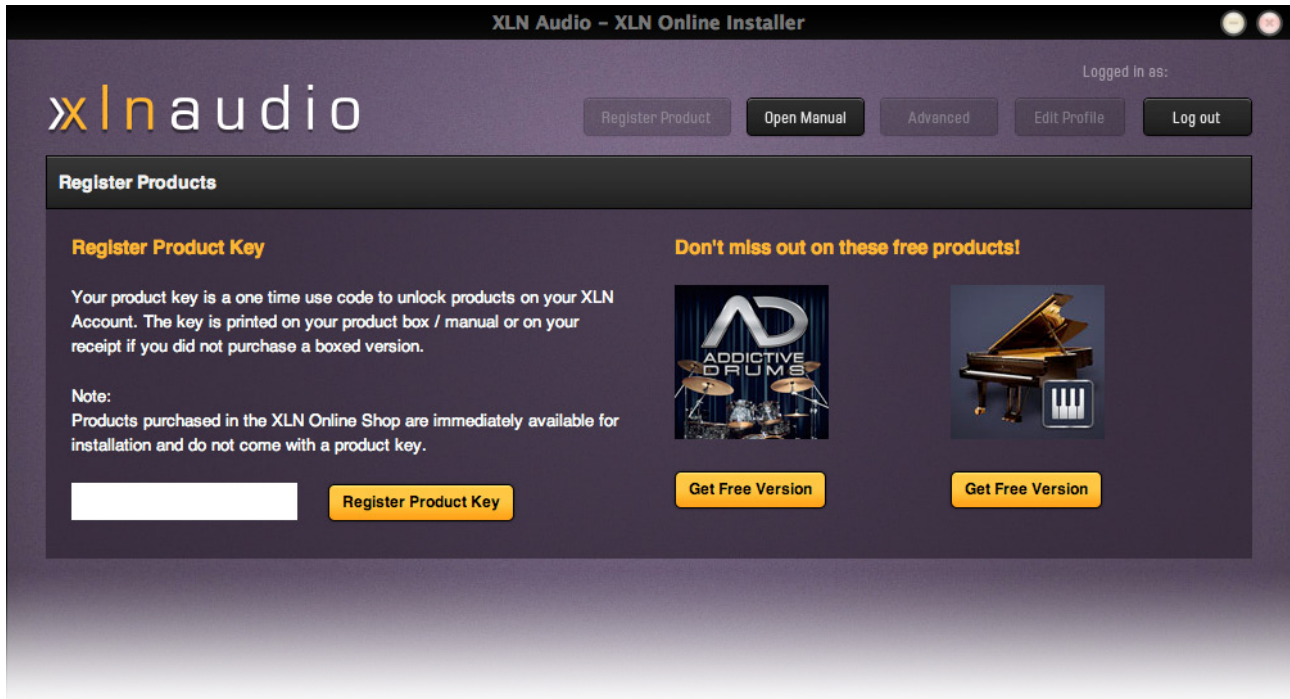 XLN Audio – XLN Online Installer
Logged in as:
xlnaudio
Register Product
Open Manual
Advanced
Edit Profile
Log out
Register Products
Register Product Key
Your product key is a one time use code to unlock products on your XLN
Account. The key is printed on your product box / manual or on your
receipt if you did not purchase a boxed version.
Note:
Products purchased in the XLN Online Shop are immediately available for
installation and do not come with a product key.
Register Product Key
Don't miss out on these free products!
AD
ADDICTIVE
DRUMS
Get Free Version
Get Free Version